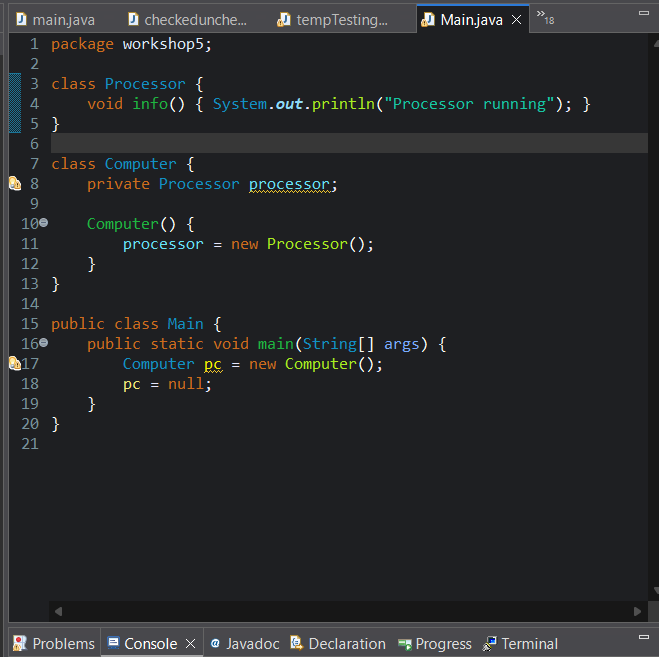 main.java checkedunche... tempTesting... Main.java »18
1 package workshop5;
2
3 class Processor {
4     void info() { System.out.println("Processor running"); }
5 }
6
7 class Computer {
8     private Processor processor;
9
10     Computer() {
11         processor = new Processor();
12     }
13 }
14
15 public class Main {
16     public static void main(String[] args) {
17         Computer pc = new Computer();
18         pc = null;
19     }
20 }
21
Problems Console @ Javadoc Declaration Progress Terminal